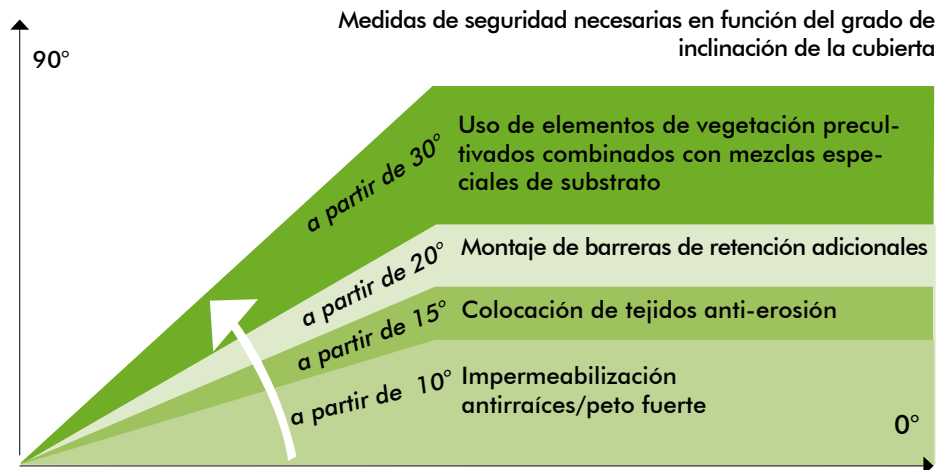 Medidas de seguridad necesarias en función del grado de
inclinación de la cubierta
90°
a partir de 30°
Uso de elementos de vegetación precul-
tivados combinados con mezclas espe-
ciales de substrato
a partir de 20°
Montaje de barreras de retención adicionales
a partir de 15°
Colocación de tejidos anti-erosión
a partir de 10°
Impermeabilización
antirraíces/peto fuerte
0°